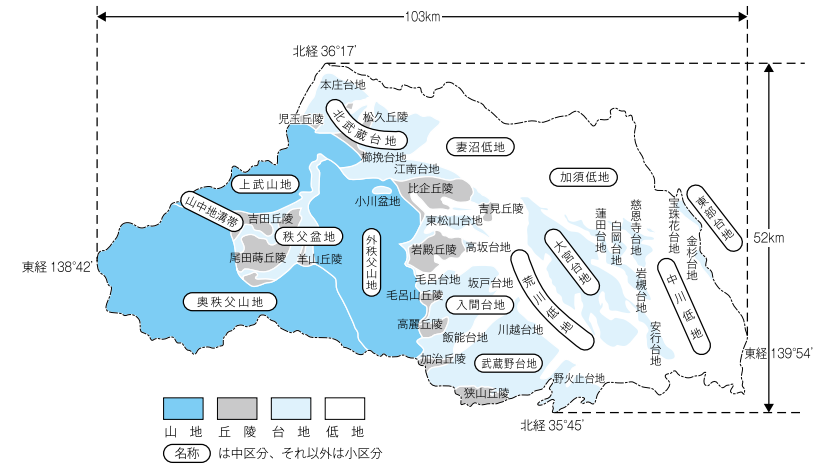 103km
北経 36°17'
本庄台地
児玉丘陵
松久丘陵
北武蔵台地
櫛挽台地
妻沼低地
江南台地
加須低地
上武山地
比企丘陵
小川盆地
山中地溝帯
吉田丘陵
吉見丘陵
東松山台地
秩父盆地
外秩父山地
岩殿丘陵
高坂台地
大宮台地
蓮田台地
白岡台地
慈恩寺台地
宝珠花台地
金杉台地
東部台地
52km
東経 138°42'
尾田蒔丘陵
羊山丘陵
毛呂台地
坂戸台地
荒川低地
岩槻台地
中川低地
奥秩父山地
毛呂山丘陵
入間台地
高麗丘陵
飯能台地
川越台地
安行台地
加治丘陵
武蔵野台地
東経 139°54'
野火止台地
狭山丘陵
北経 35°45'
山地
丘陵
台地
低地
名称 は中区分、それ以外は小区分